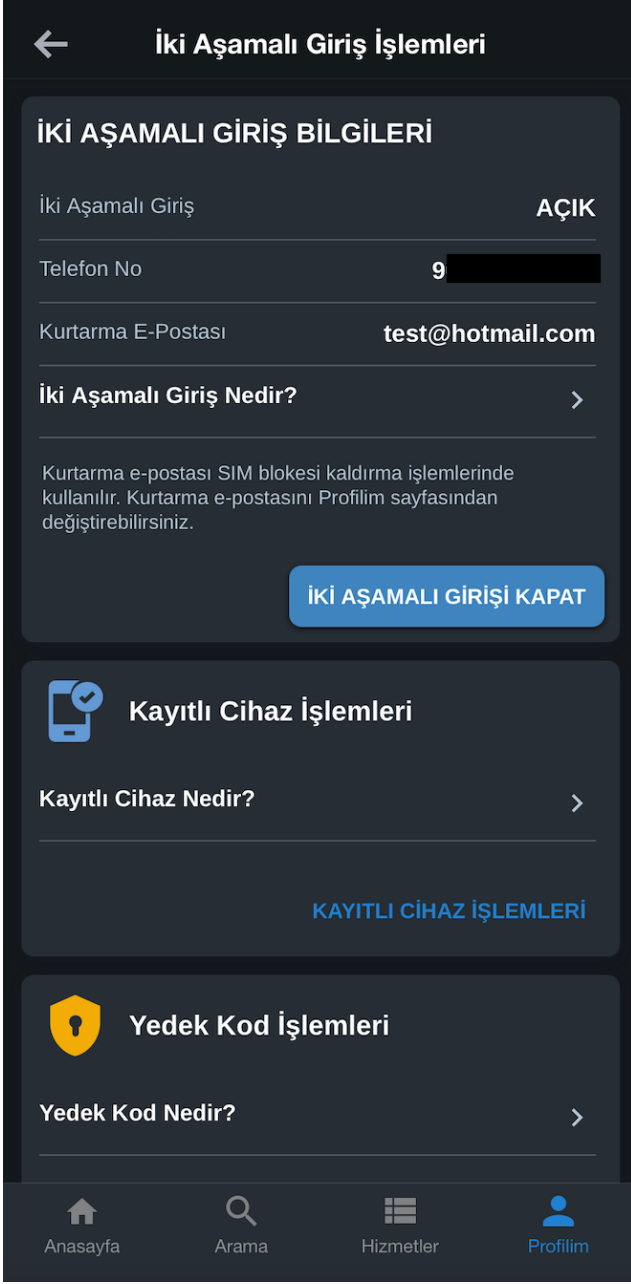 İki Aşamalı Giriş İşlemleri
İKİ AŞAMALI GİRİŞ BİLGİLERİ
İki Aşamalı Giriş AÇIK
Telefon No 9
Kurtarma E-Postası test@hotmail.com
İki Aşamalı Giriş Nedir?
Kurtarma e-postası SIM blokesi kaldırma işlemlerinde
kullanılır. Kurtarma e-postasını Profilim sayfasından
değiştirebilirsiniz.
İKİ AŞAMALI GİRİŞİ KAPAT
Kayıtlı Cihaz İşlemleri
Kayıtlı Cihaz Nedir?
KAYITLI CİHAZ İŞLEMLERİ
Yedek Kod İşlemleri
Yedek Kod Nedir?
Anasayfa Arama Hizmetler Profilim